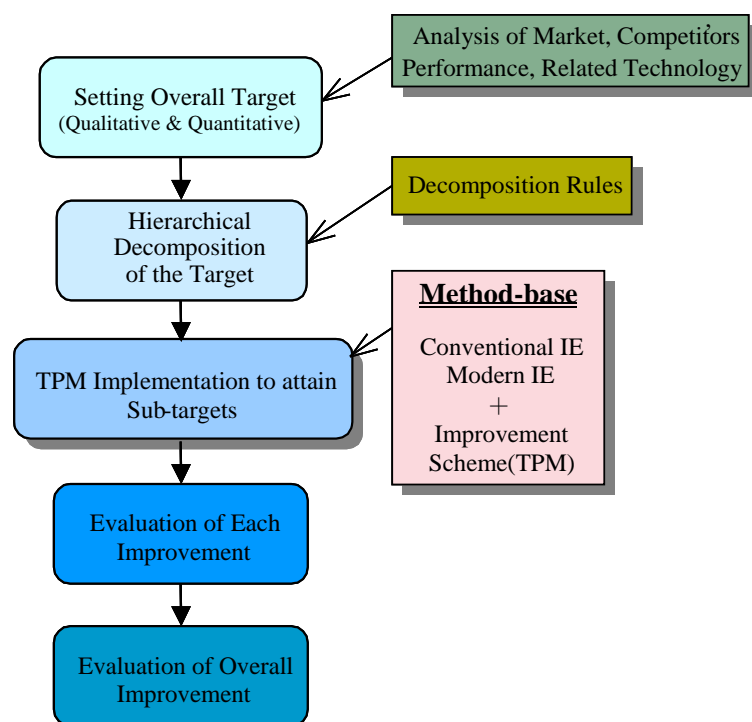 Analysis of Market, Competitors'
Performance, Related Technology
Setting Overall Target
(Qualitative & Quantitative)
Decomposition Rules
Hierarchical
Decomposition
of the Target
Method-base
Conventional IE
Modern IE
+
Improvement
Scheme(TPM)
TPM Implementation to attain
Sub-targets
Evaluation of Each
Improvement
Evaluation of Overall
Improvement